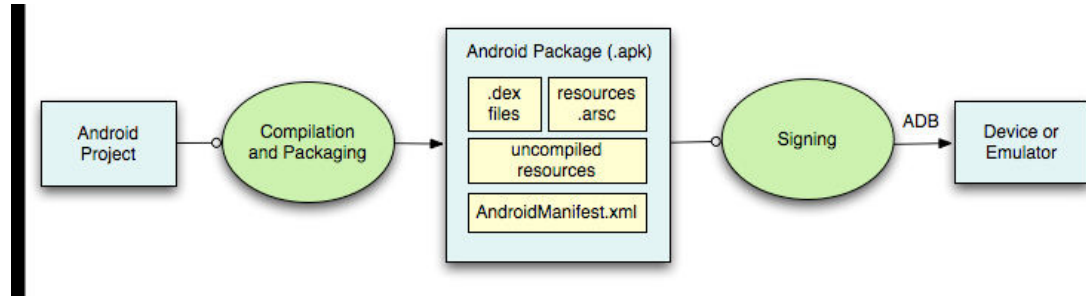 Android
Project
Compilation
and Packaging
Android Package (.apk)
.dex
files
resources
.arsc
uncompiled
resources
AndroidManifest.xml
Signing
ADB
Device or
Emulator